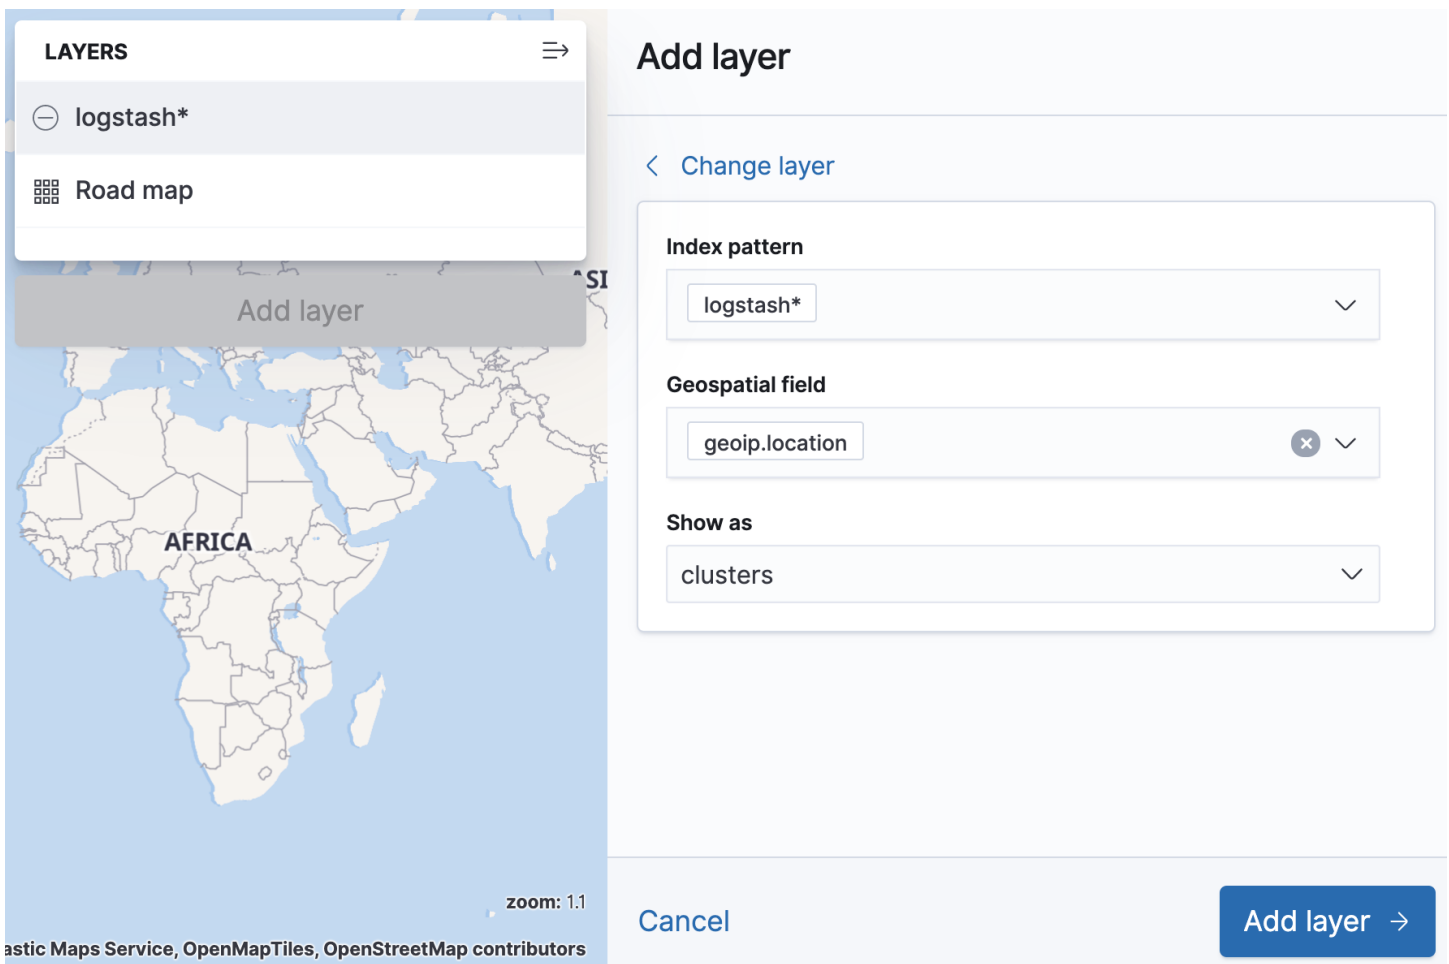 LAYERS
logstash*
Road map
Add layer
ASI
AFRICA
zoom: 1.1
astic Maps Service, OpenMapTiles, OpenStreetMap contributors
Add layer
Change layer
Index pattern
logstash*
Geospatial field
geoip.location
Show as
clusters
Cancel
Add layer